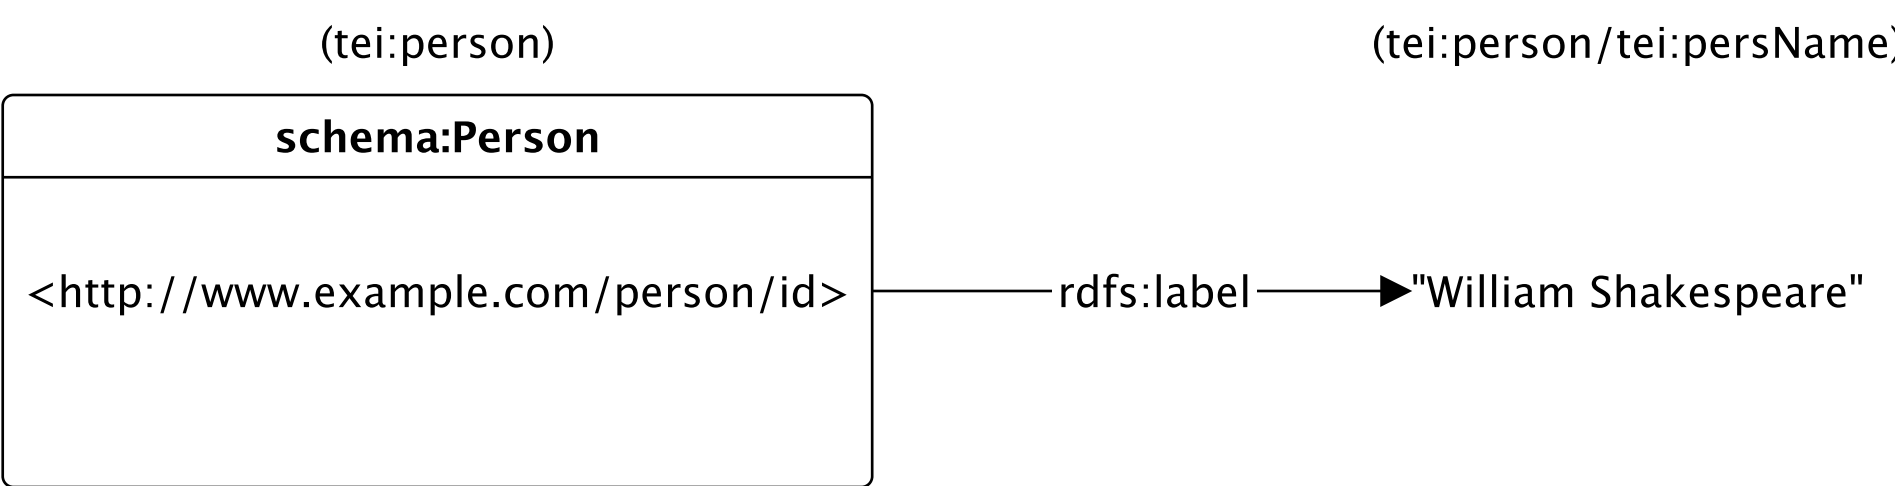 (tei:person)
(tei:person/tei:persName)
schema:Person
<http://www.example.com/person/id>
rdfs:label
"William Shakespeare"